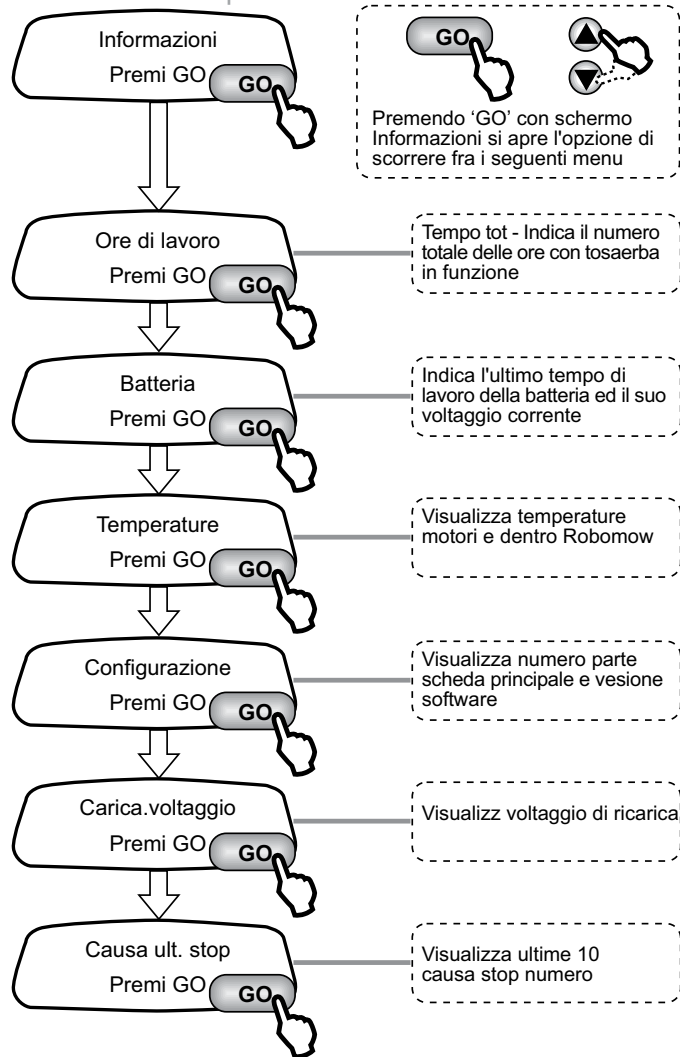 Informazioni
Premi GO
GO
GO
Premendo ‘GO’ con schermo
Informazioni si apre l'opzione di
scorrere fra i seguenti menu
Ore di lavoro
Premi GO
GO
Tempo tot - Indica il numero
totale delle ore con tosaerba
in funzione
Batteria
Premi GO
GO
Indica l'ultimo tempo di
lavoro della batteria ed il suo
voltaggio corrente
Temperature
Premi GO
GO
Visualizza temperature
motori e dentro Robomow
Configurazione
Premi GO
GO
Visualizza numero parte
scheda principale e vesione
software
Carica.voltaggio
Premi GO
GO
Visualizz voltaggio di ricarica
Causa ult. stop
Premi GO
GO
Visualizza ultime 10
causa stop numero